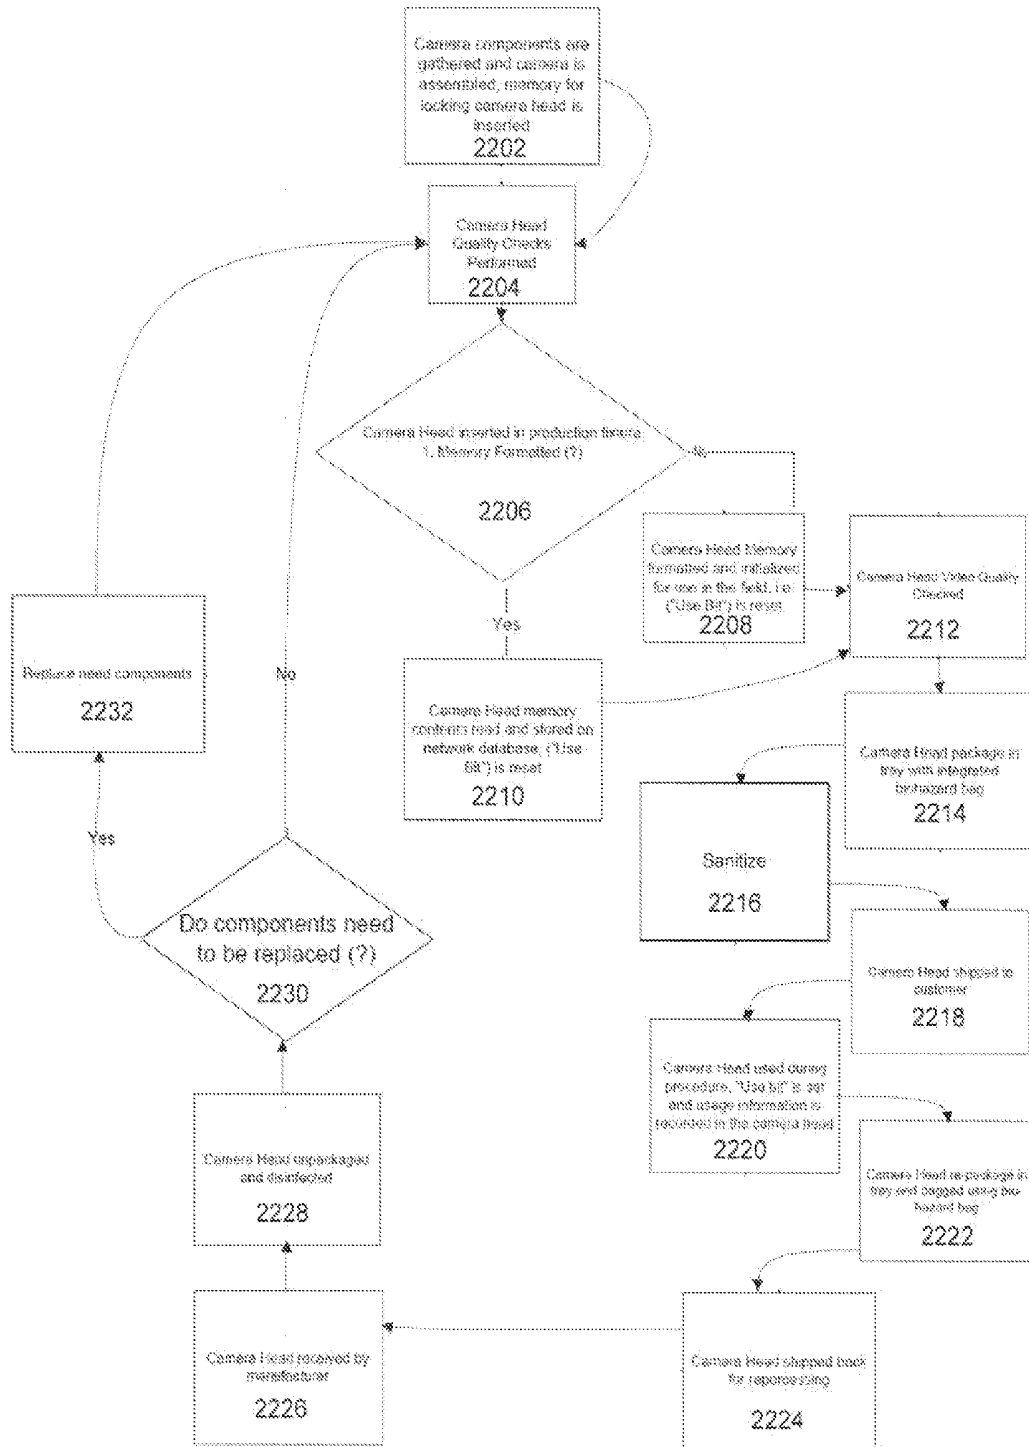 Camera components are
gathered and camera is
assembled, memory for
locking camera head is
inserted
2202
Camera Head
Quality Checks
Performed
2204
Camera Head inserted in production fixture
1. Memory Formatted (?)
2206
No
Camera Head Memory
formatted and initialized
for use in the field, i.e.
("Use Bit") is reset
2208
Camera Head Video Quality
Checked
2212
Yes
Camera Head memory
contents read and stored on
network database, ("Use
Bit") is reset
2210
Replace need components
2232
No
Camera Head package in
tray with integrated
biohazard bag
2214
Sanitize
2216
Yes
Do components need
to be replaced (?)
2230
Camera Head shipped to
customer
2218
Camera Head used during
procedure, "Use bit" is set
and usage information is
recorded in the camera head
2220
Camera Head unpackaged
and disinfected
2228
Camera Head re-package in
tray and bagged using bio-
hazard bag
2222
Camera Head received by
manufacturer
2226
Camera Head shipped back
for reporcessing
2224